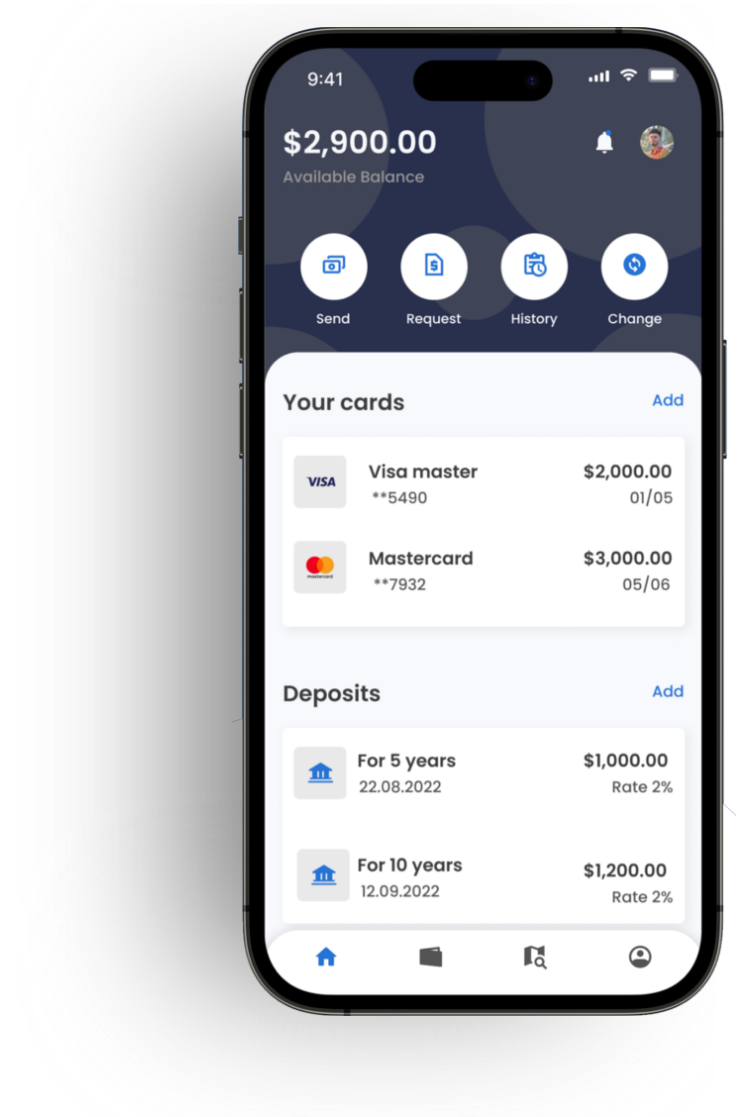 9:41
$2,900.00
Available Balance
Send Request History Change
Your cards Add
VISA Visa master $2,000.00
**5490 01/05
Mastercard $3,000.00
mastercard **7932 05/06
Deposits Add
For 5 years $1,000.00
22.08.2022 Rate 2%
For 10 years $1,200.00
12.09.2022 Rate 2%